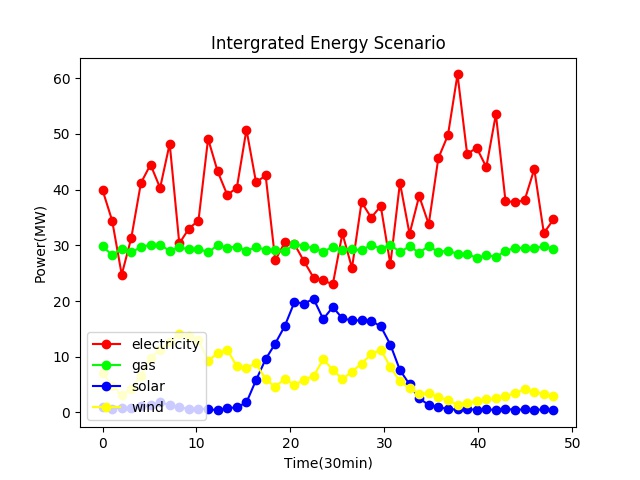 Intergrated Energy Scenario
Power(MW)
60
50
40
30
20
10
0
electricity
gas
solar
wind
0 10 20 30 40 50
Time(30min)